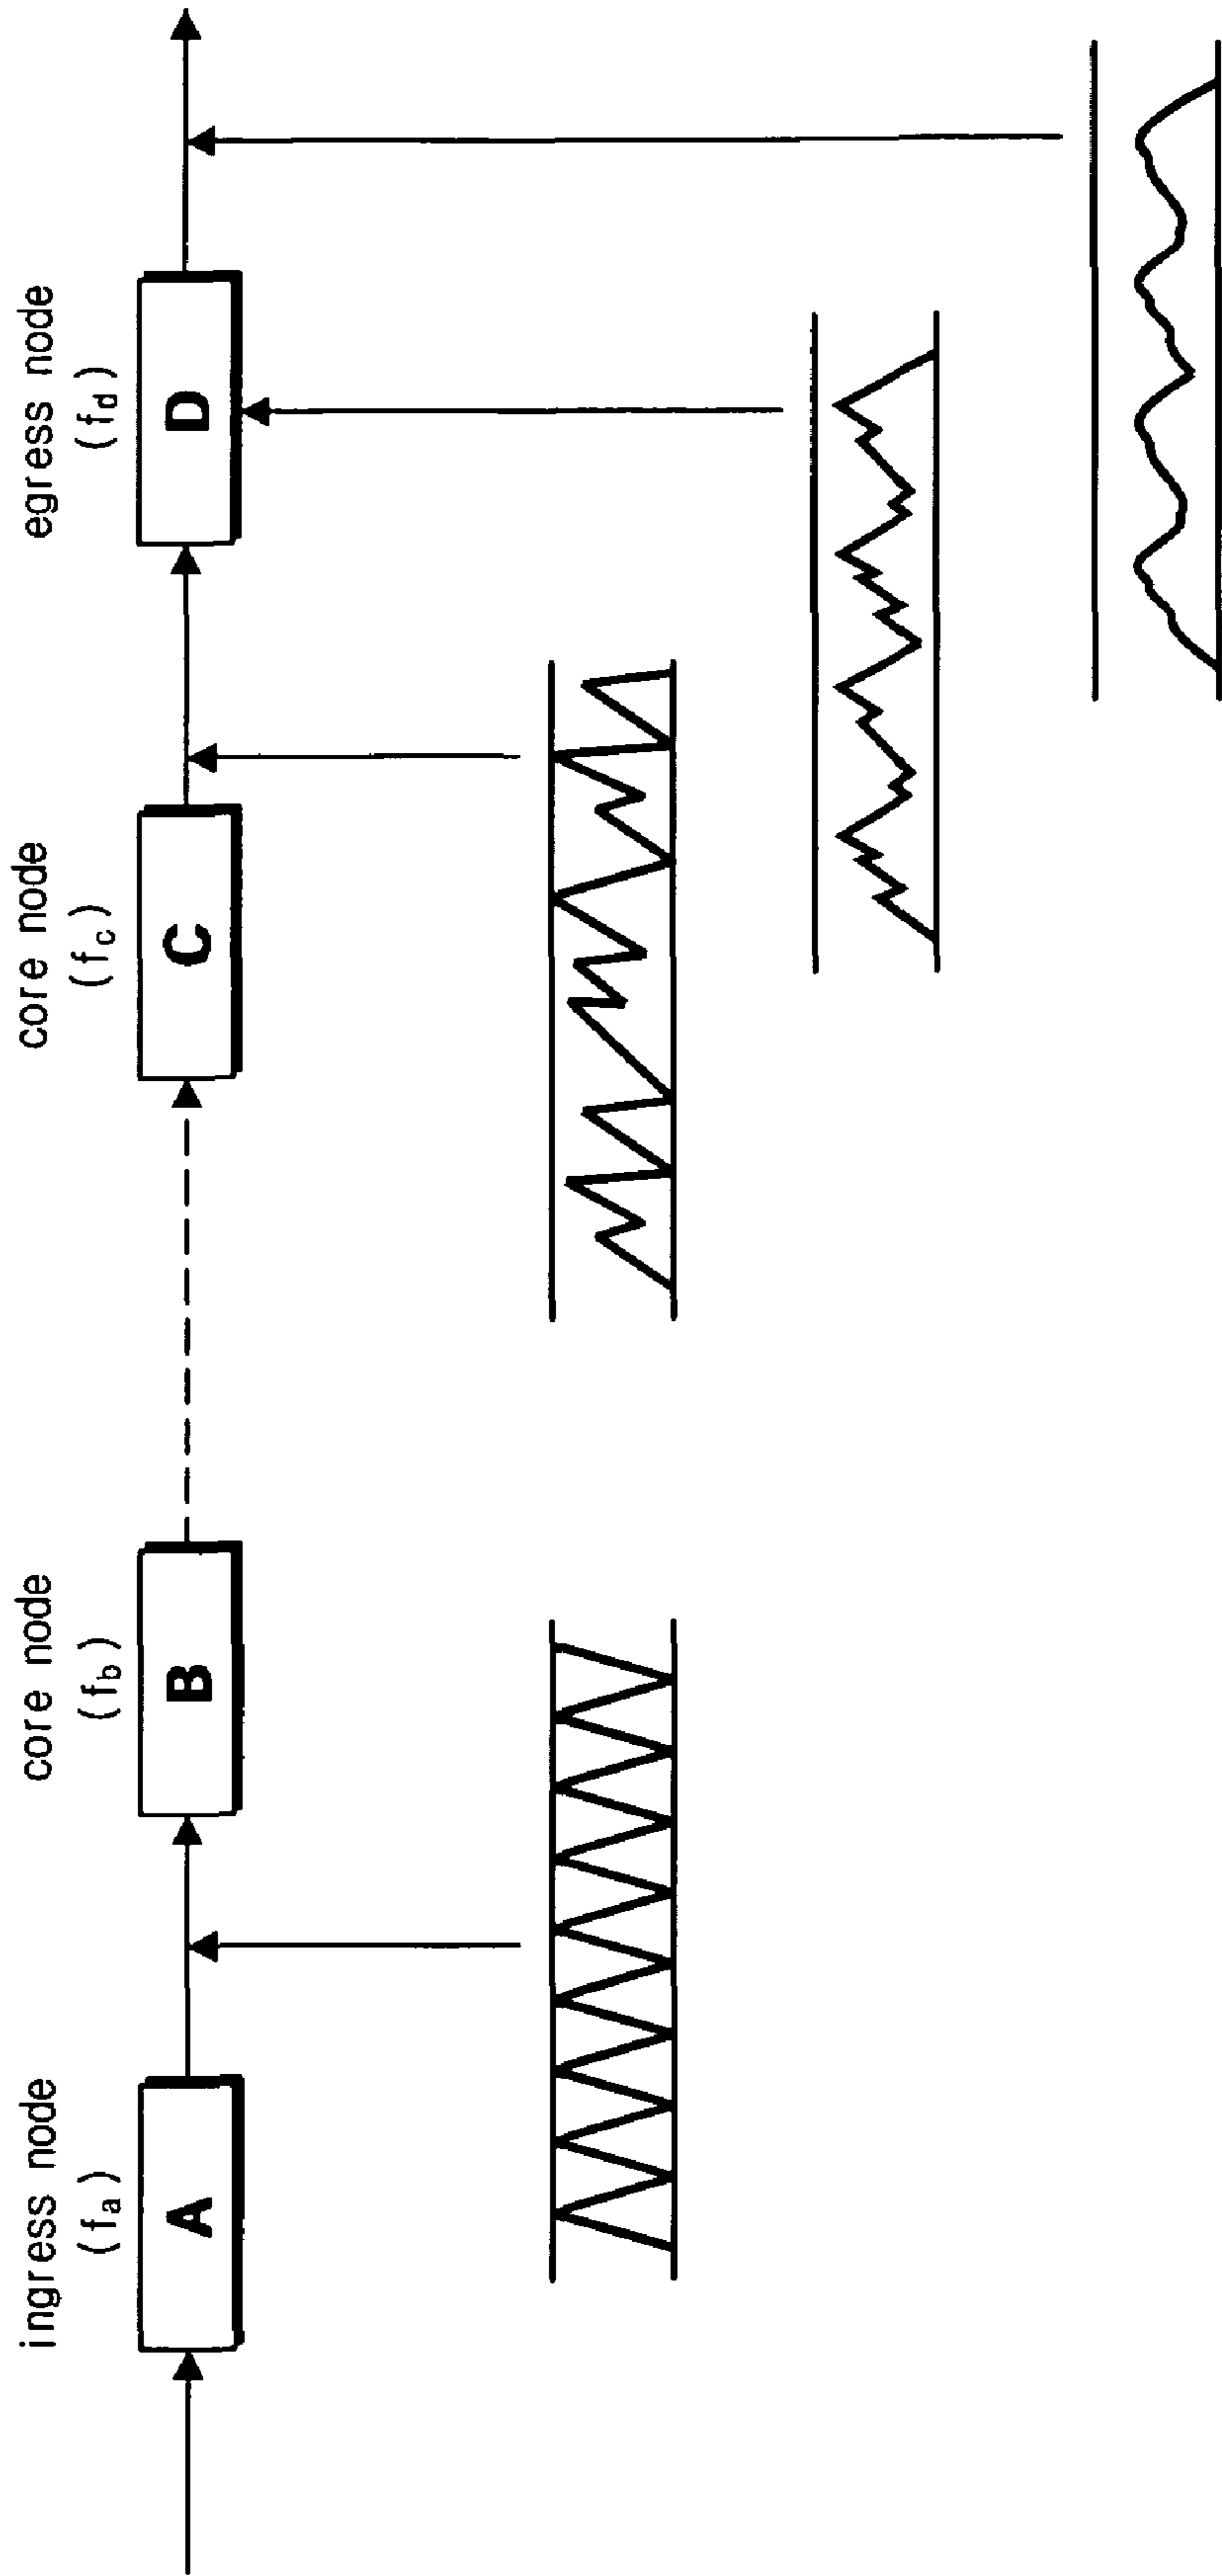 ingress node
(fa)
A
core node
(fb)
B
core node
(fc)
C
egress node
(fd)
D